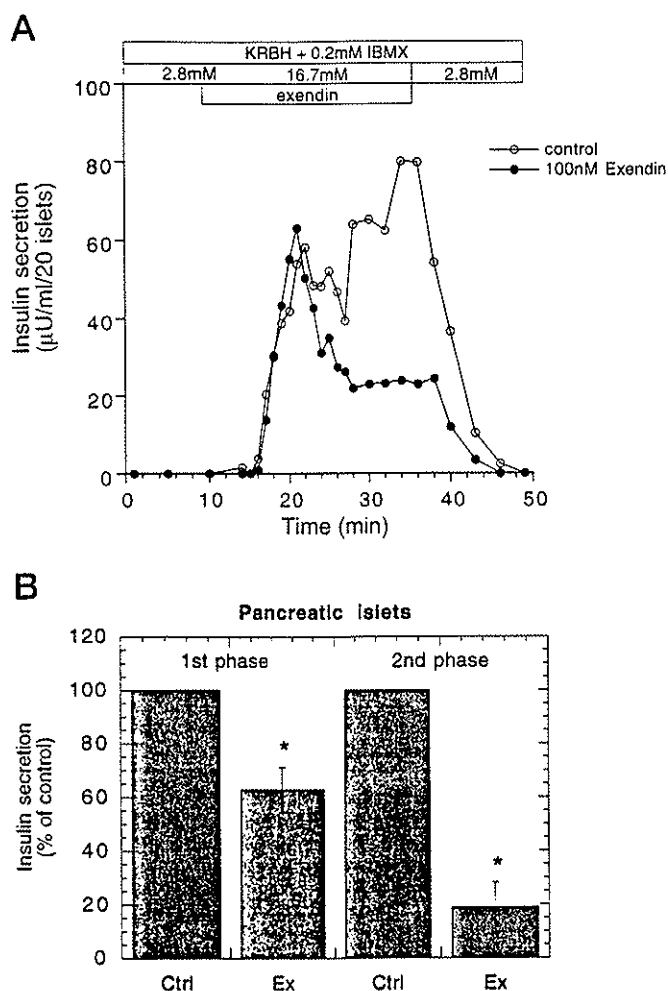 A
KRBH + 0.2mM IBMX
2.8mM 16.7mM 2.8mM
exendin
100
80
60
40
20
0
Insulin secretion
(µU/ml/20 islets)
control
100nM Exendin
0 10 20 30 40 50
Time (min)
B
Pancreatic islets
120
100
80
60
40
20
0
Insulin secretion
(% of control)
1st phase 2nd phase
*
*
Ctrl Ex Ctrl Ex